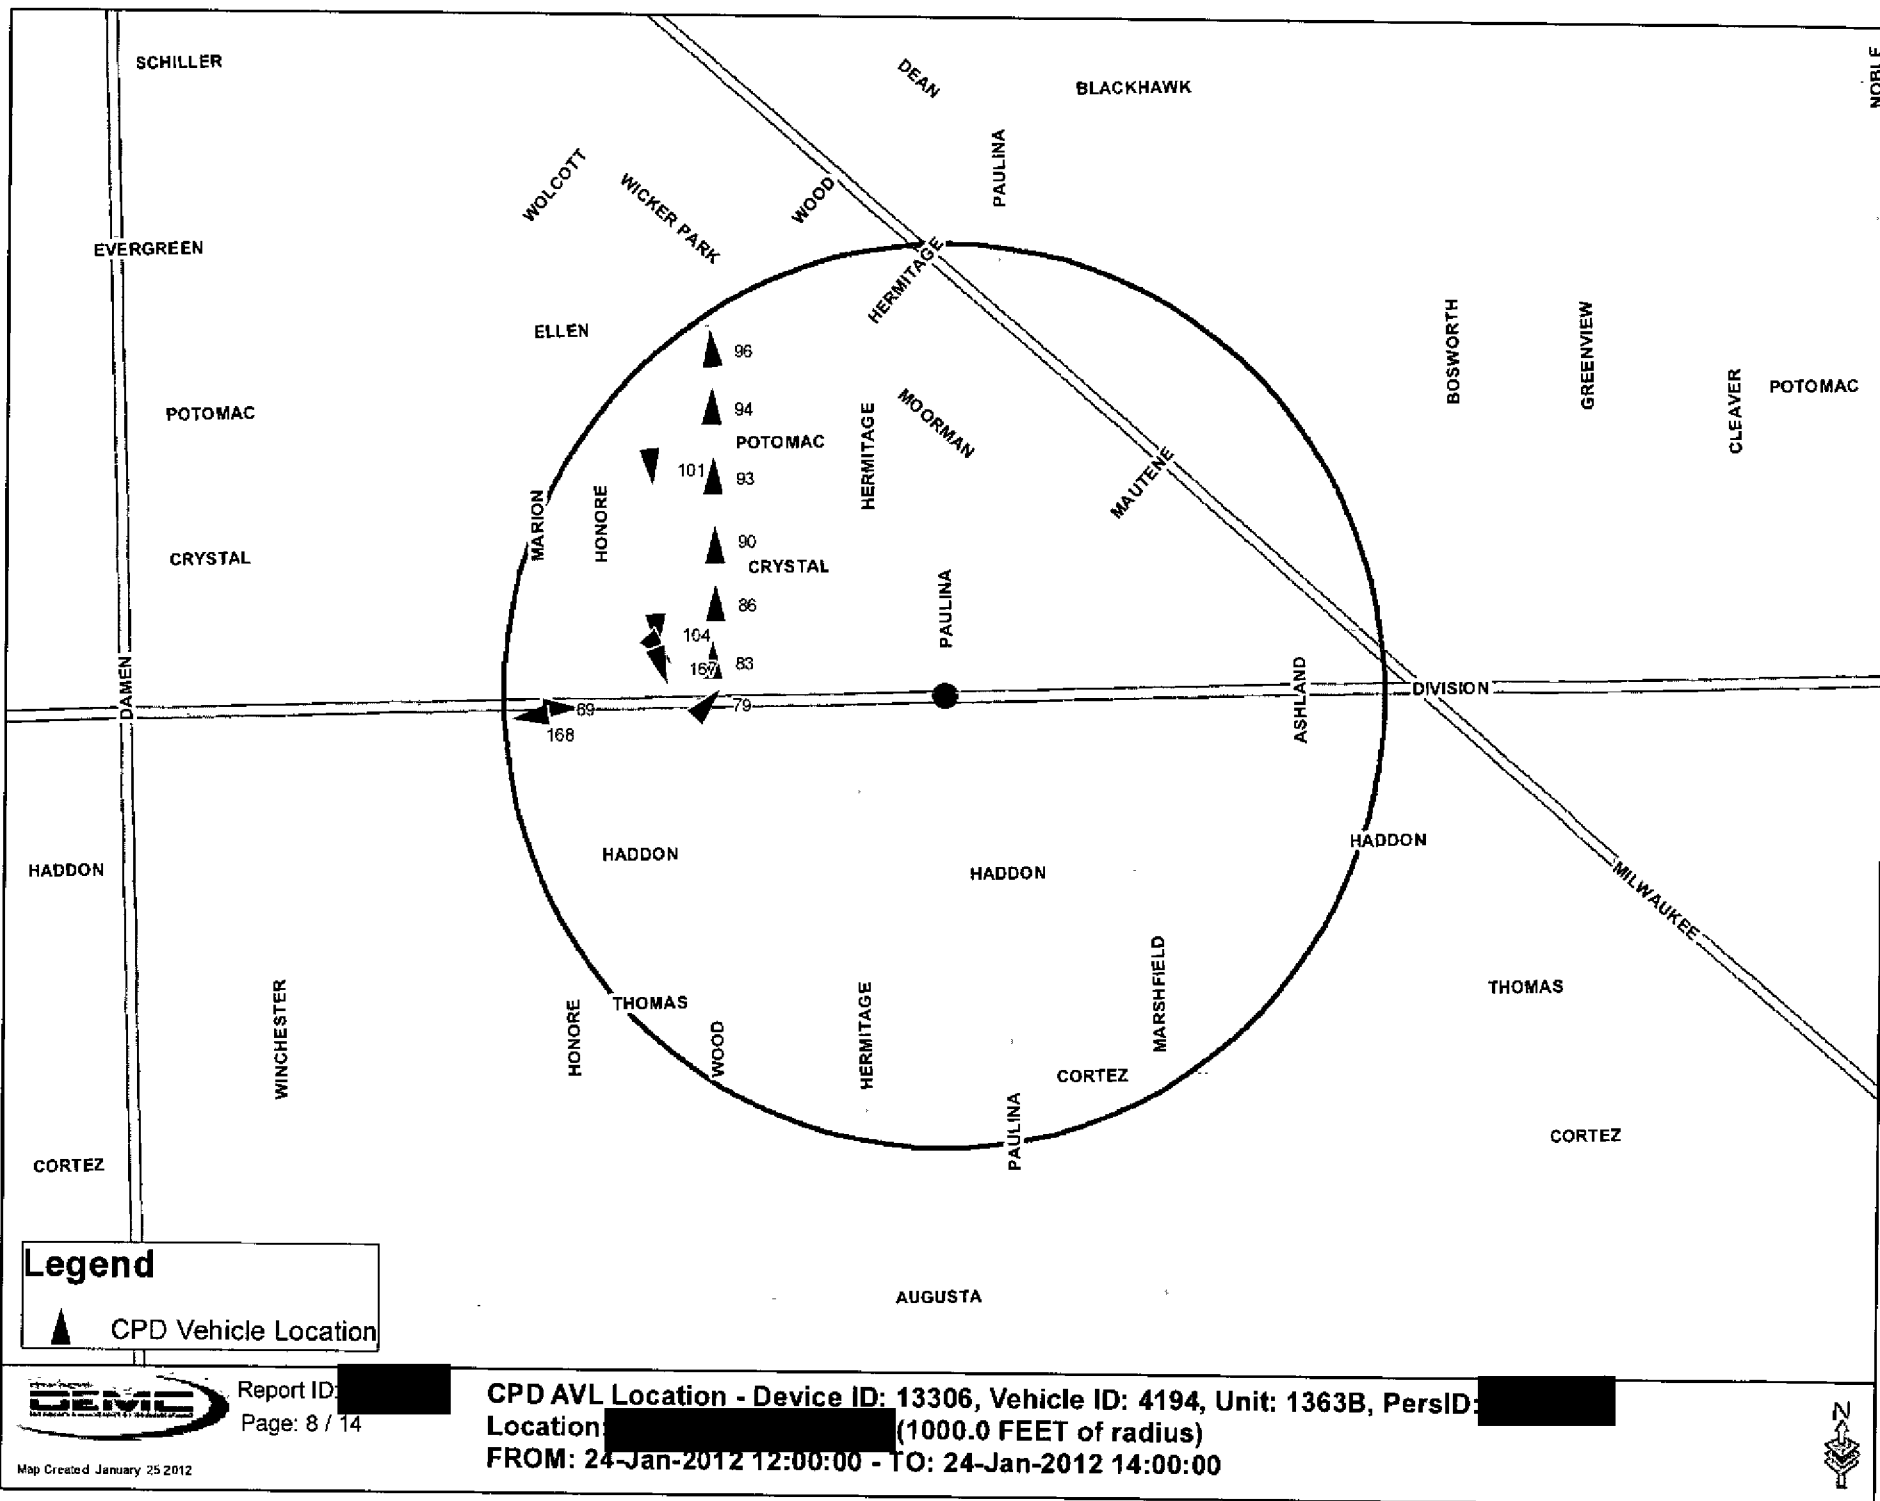 SCHILLER
DEAN
BLACKHAWK
NOBLE
PAULINA
WOLCOTT
WICKER PARK
WOOD
EVERGREEN
HERMITAGE
ELLEN
96
BOSWORTH
GREENVIEW
CLEAVER
POTOMAC
POTOMAC
94
POTOMAC
HERMITAGE
MOORMAN
101
93
MAUTENE
MARION
HONORE
90
CRYSTAL
CRYSTAL
86
PAULINA
104
167
83
DAMEN
ASHLAND
DIVISION
69
79
168
HADDON
HADDON
HADDON
HADDON
MILWAUKEE
WINCHESTER
HONORE
THOMAS
WOOD
HERMITAGE
MARSHFIELD
THOMAS
CORTEZ
PAULINA
CORTEZ
CORTEZ
AUGUSTA
Legend
CPD Vehicle Location
OEMC
Report ID:
Page: 8 / 14
Map Created January 25 2012
CPD AVL Location - Device ID: 13306, Vehicle ID: 4194, Unit: 1363B, PersID:
Location: (1000.0 FEET of radius)
FROM: 24-Jan-2012 12:00:00 - TO: 24-Jan-2012 14:00:00
N